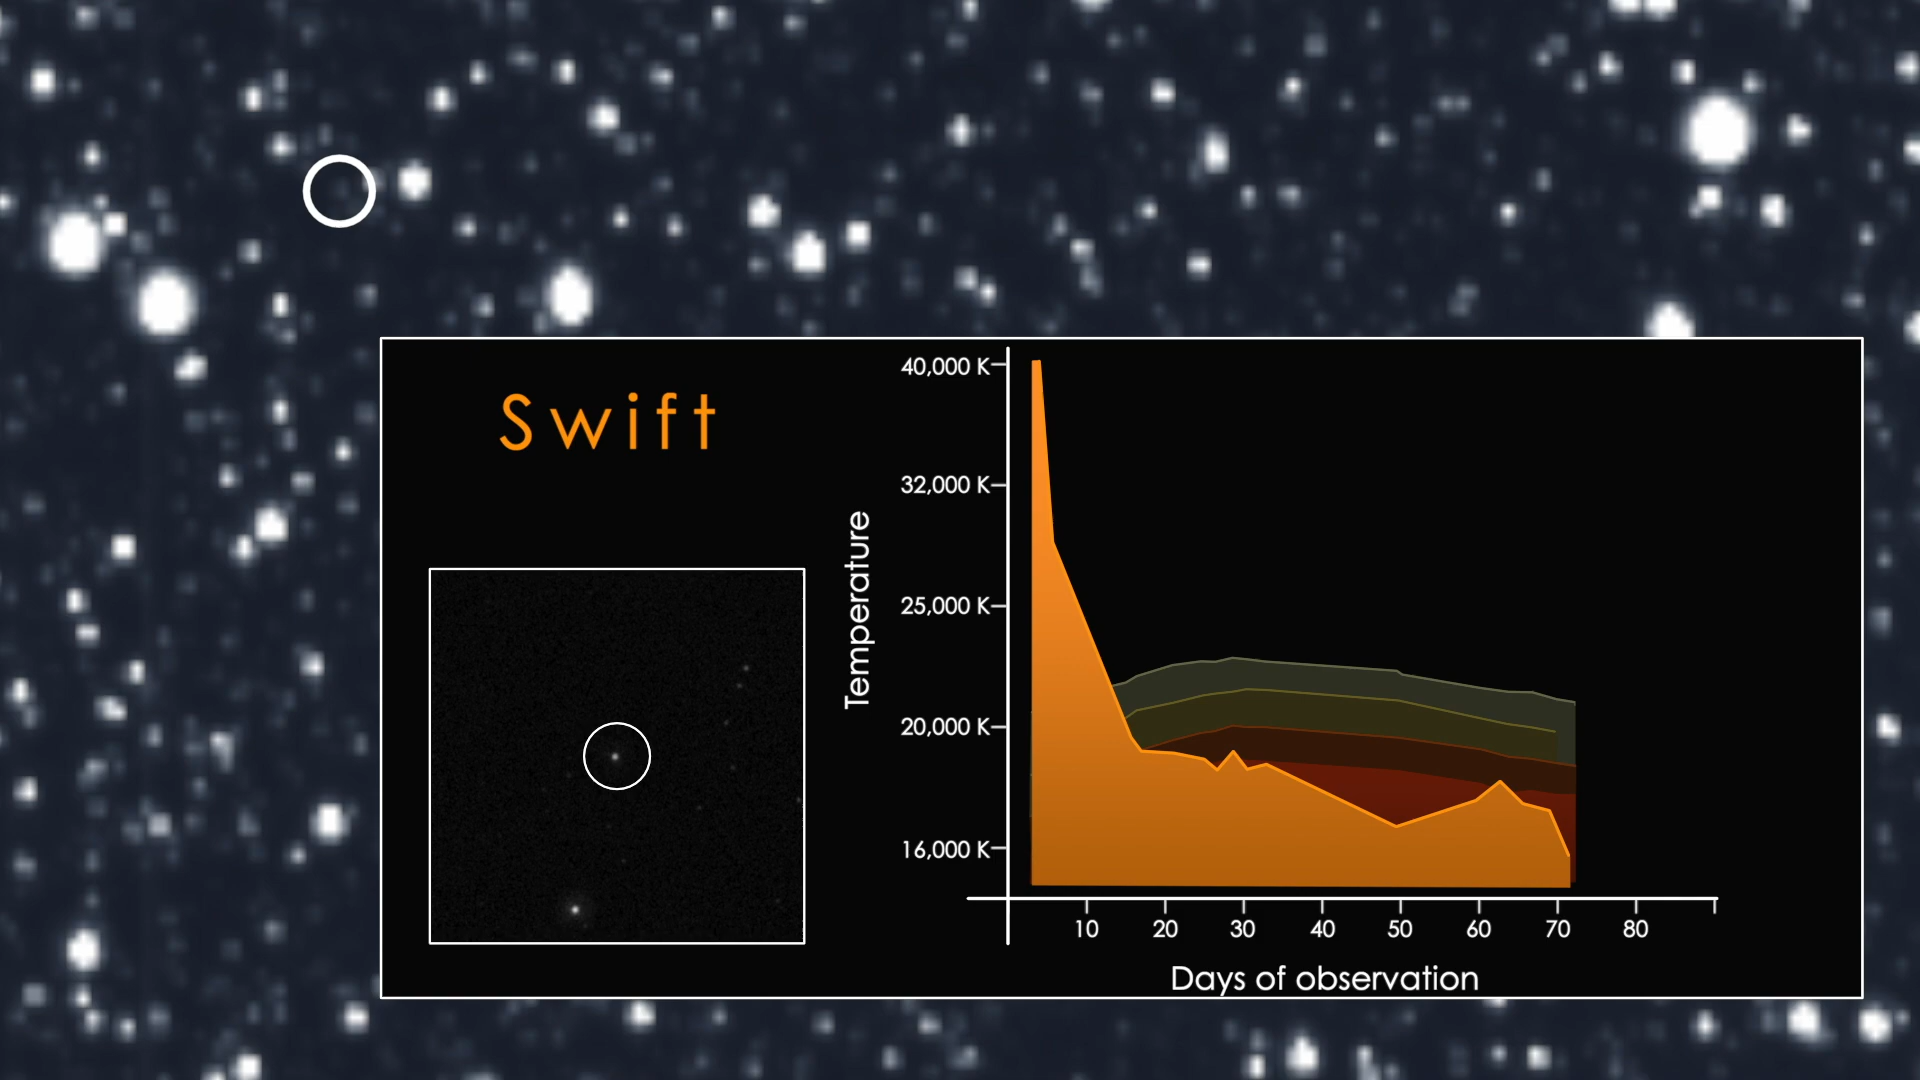 Swift
Temperature
40,000 K
32,000 K
25,000 K
20,000 K
16,000 K
10 20 30 40 50 60 70 80
Days of observation